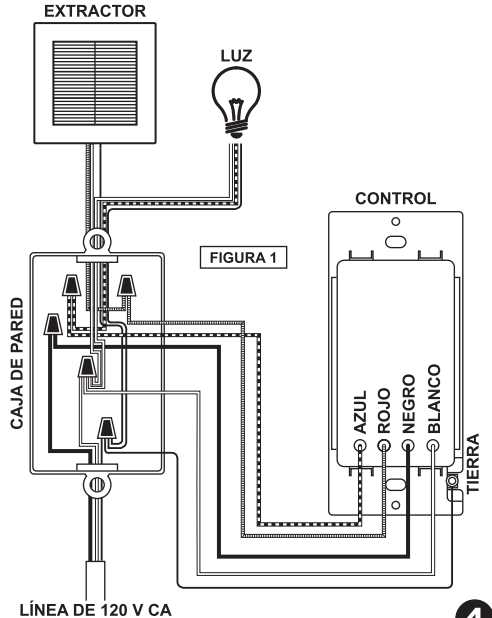 EXTRACTOR
LUZ
CONTROL
FIGURA 1
CAJA DE PARED
AZUL
ROJO
NEGRO
BLANCO
TIERRA
LÍNEA DE 120 V CA
4